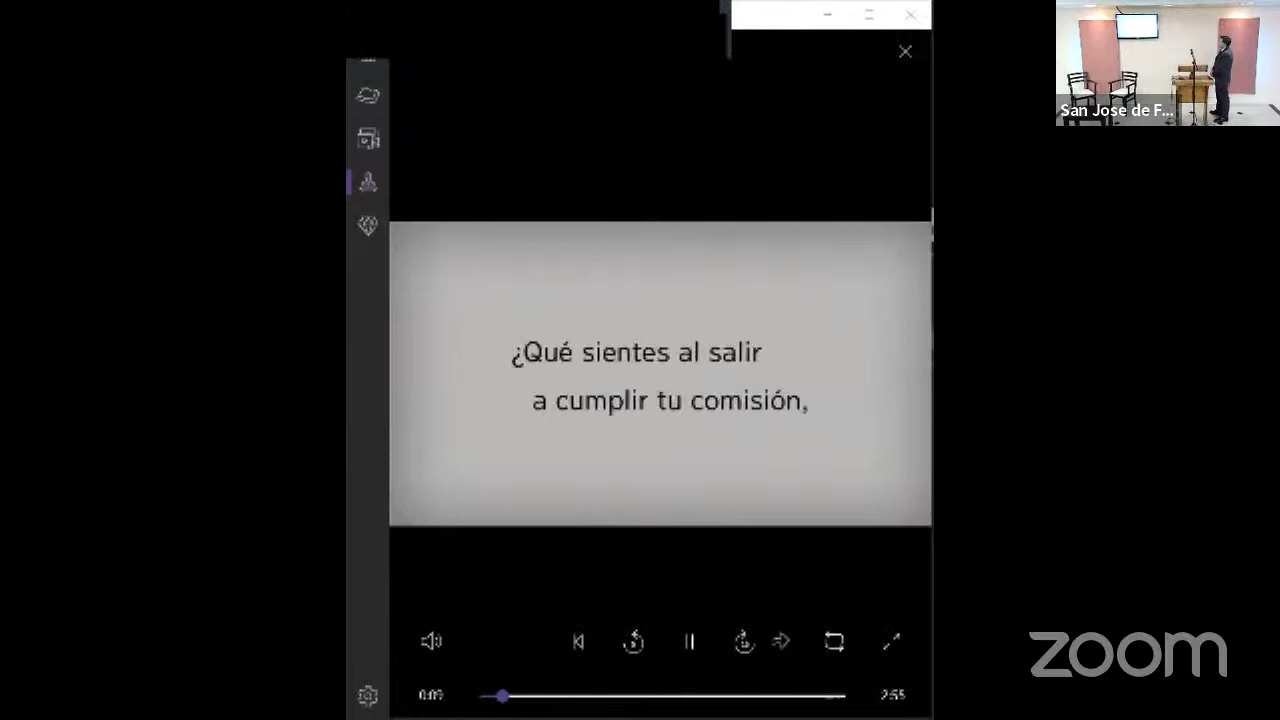 San Jose de F...
¿Qué sientes al salir
a cumplir tu comisión,
0:09
2:55
zoom